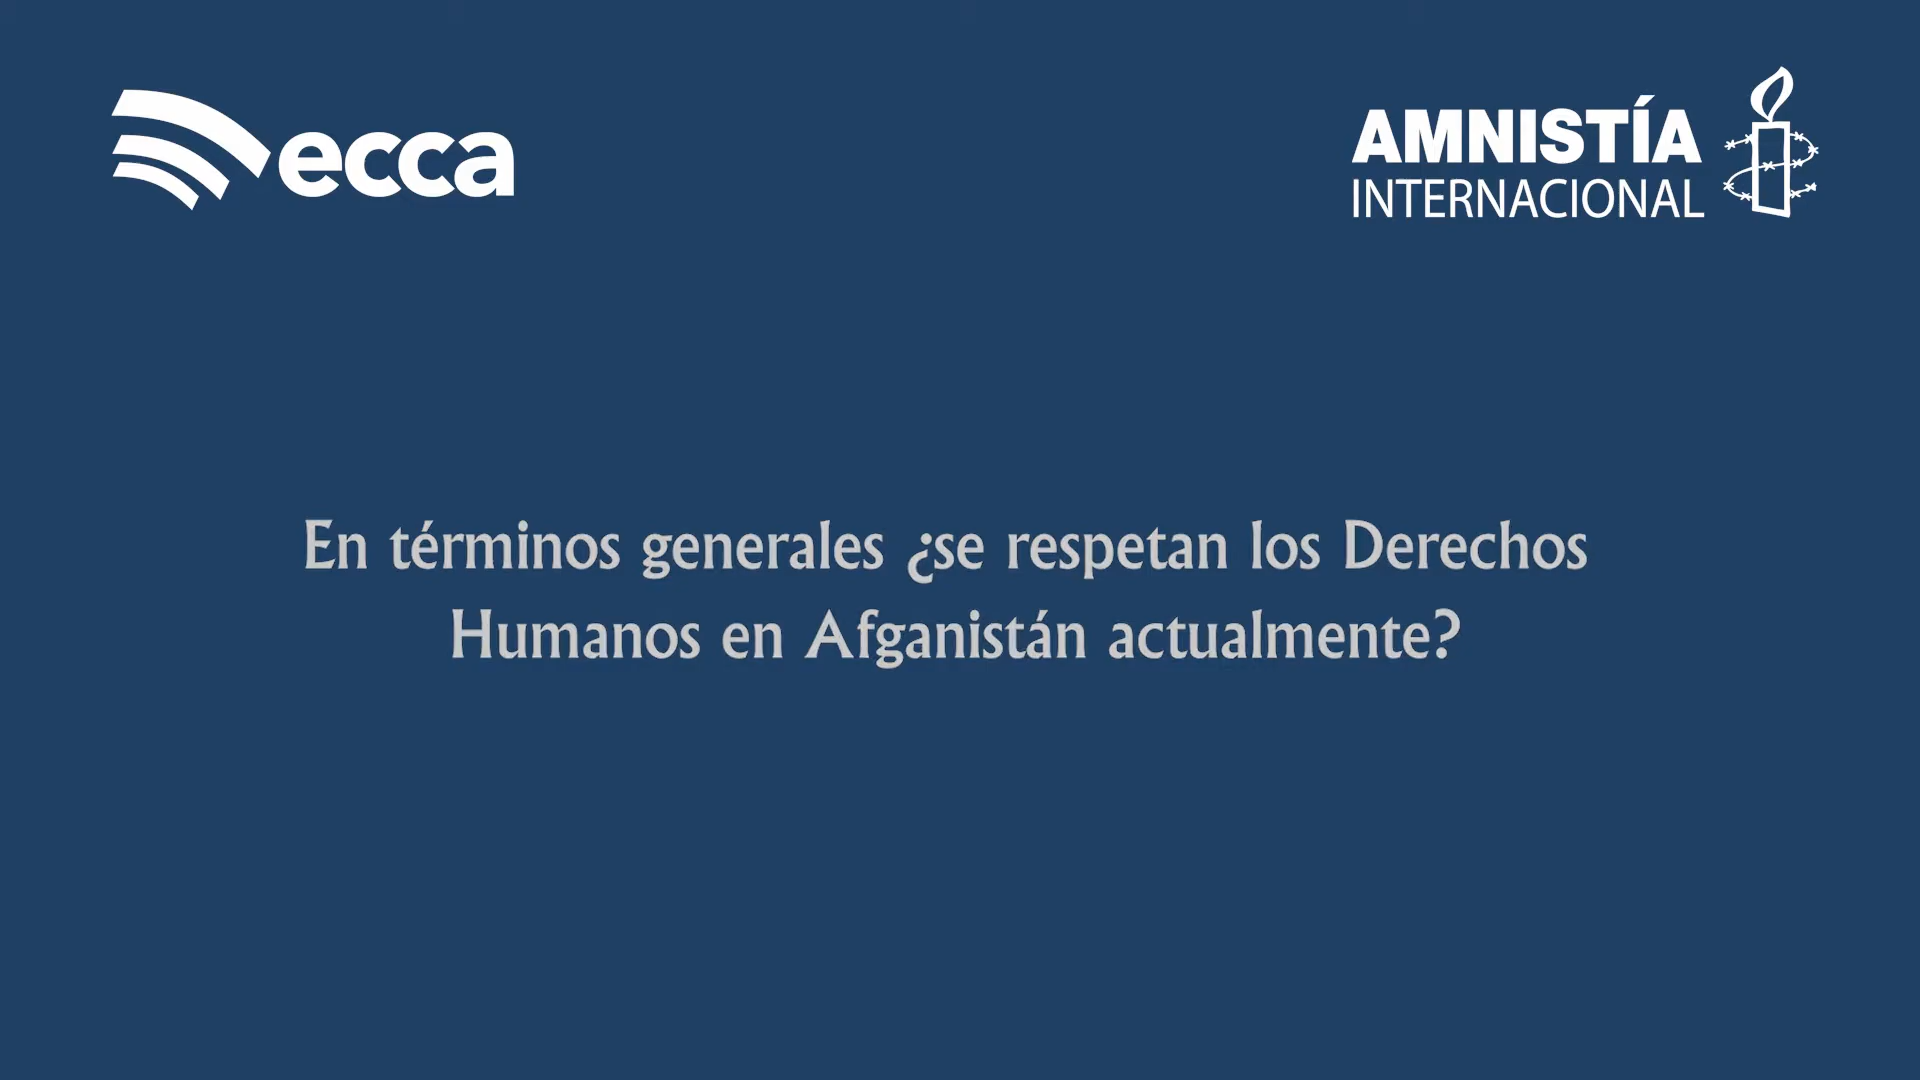 ecca
AMNISTÍA
INTERNACIONAL
En términos generales ¿se respetan los Derechos
Humanos en Afganistán actualmente?